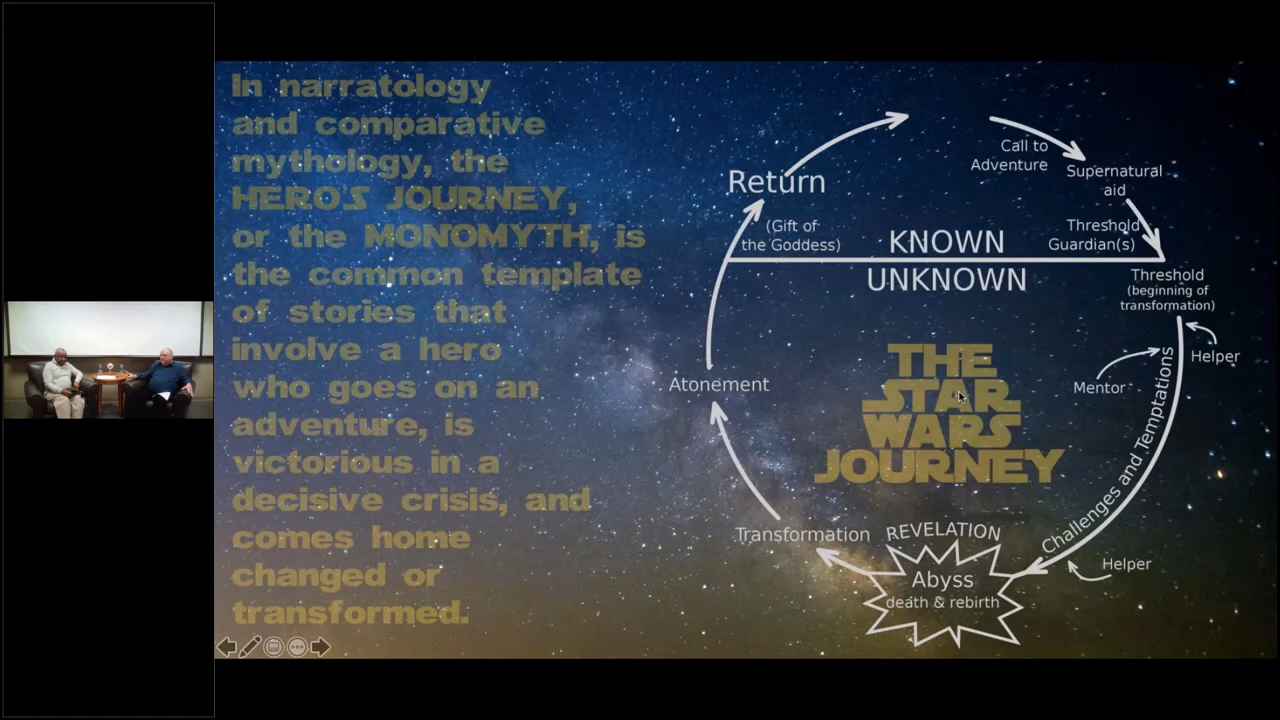 In narratology
and comparative
mythology, the
HERO'S JOURNEY,
or the MONOMYTH, is
the common template
of stories that
involve a hero
who goes on an
adventure, is
victorious in a
decisive crisis, and
comes home
changed or
transformed.
Call to
Adventure
Supernatural
aid
Threshold
Guardian(s)
KNOWN
UNKNOWN
Threshold
(beginning of
transformation)
Helper
Mentor
Challenges and Temptations
Helper
REVELATION
Abyss
death & rebirth
Transformation
Atonement
Return
(Gift of
the Goddess)
THE
STAR
WARS
JOURNEY